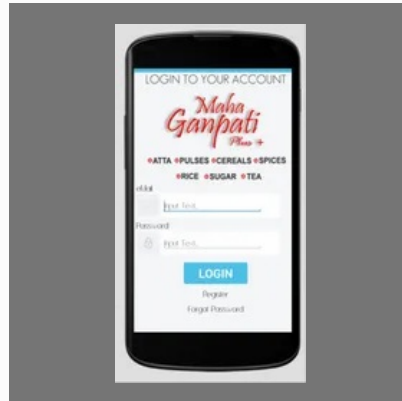 LOGIN TO YOUR ACCOUNT
Maha
Ganpati
Plus +
ATTA PULSES CEREALS SPICES
RICE SUGAR TEA
eMail
Input Text...
Password
Input Text...
LOGIN
Register
Forgot Password